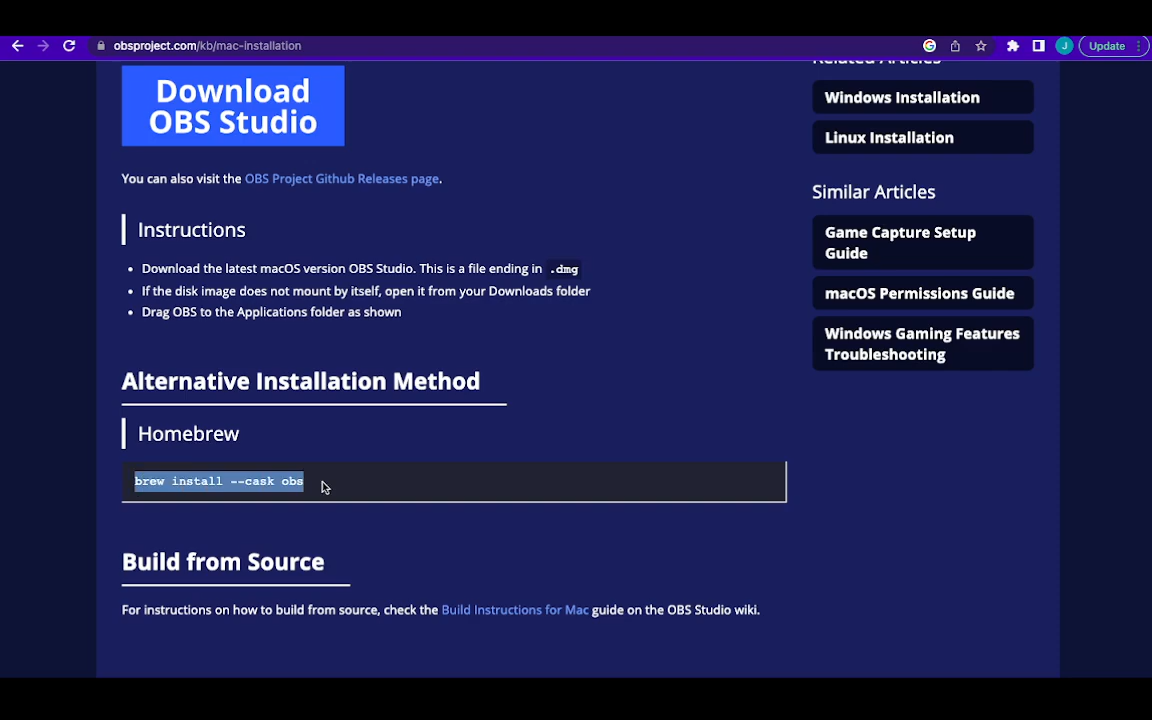 obsproject.com/kb/mac-installation
J
Update
Download
OBS Studio
You can also visit the OBS Project Github Releases page.
Instructions
Download the latest macOS version OBS Studio. This is a file ending in .dmg
If the disk image does not mount by itself, open it from your Downloads folder
Drag OBS to the Applications folder as shown
Alternative Installation Method
Homebrew
brew install --cask obs
Build from Source
For instructions on how to build from source, check the Build Instructions for Mac guide on the OBS Studio wiki.
Related Articles
Windows Installation
Linux Installation
Similar Articles
Game Capture Setup
Guide
macOS Permissions Guide
Windows Gaming Features
Troubleshooting